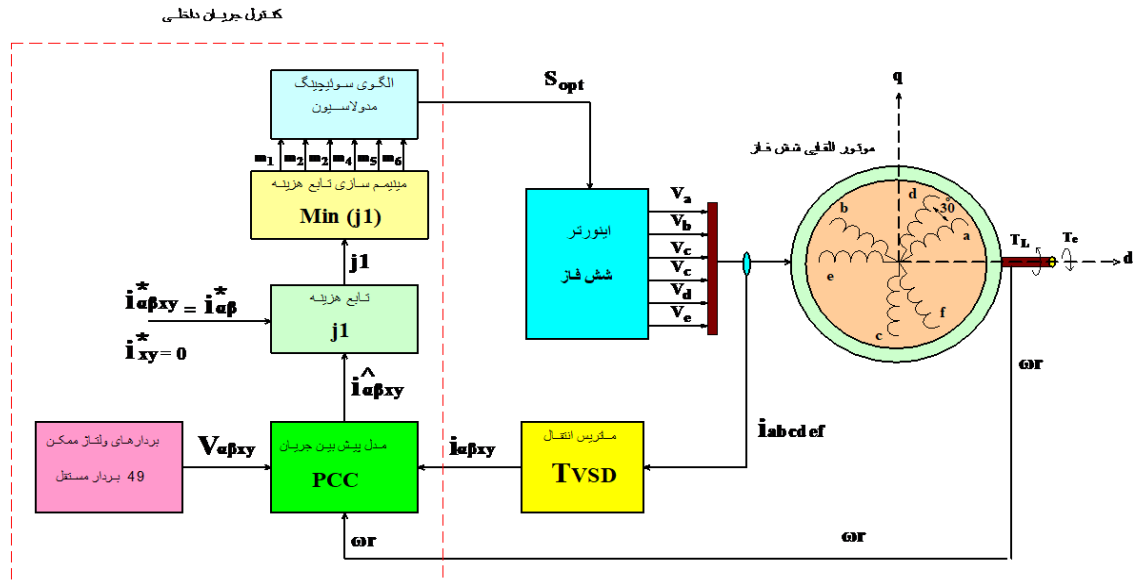 کنترل جریان داخلی
الگوی سوئیچینگ
مدولاسیون
m1 m2 m2 m4 m5 m6
مینیمم سازی تابع هزینه
Min (j1)
j1
تابع هزینه
j1
i*αβxy = i*αβ
i*xy = 0
i^αβxy
بردارهای ولتاژ ممکن
49 بردار مستقل
Vαβxy
مدل پیش بین جریان
PCC
iαβxy
ماتریس انتقال
TVSD
iabcdef
ωr
ωr
ωr
Sopt
اینورتر
شش فاز
Va
Vb
Vc
Vc
Vd
Ve
موتور القایی شش فاز
q
d
b
d
30°
a
e
f
c
TL
Te